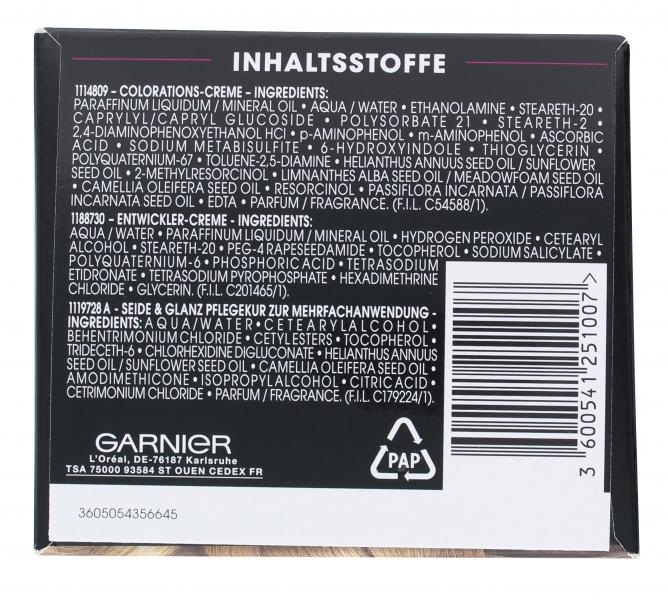 INHALTSSTOFFE
1114809 – COLORATIONS-CREME - INGREDIENTS:
PARAFFINUM LIQUIDUM / MINERAL OIL • AQUA / WATER • ETHANOLAMINE • STEARETH-20 •
CAPRYLYL/CAPRYL GLUCOSIDE • POLYSORBATE 21 • STEARETH-2 •
2,4-DIAMINOPHENOXYETHANOL HCl • p-AMINOPHENOL • m-AMINOPHENOL • ASCORBIC
ACID • SODIUM METABISULFITE • 6-HYDROXYINDOLE • THIOGLYCERIN •
POLYQUATERNIUM-67 • TOLUENE-2,5-DIAMINE • HELIANTHUS ANNUUS SEED OIL / SUNFLOWER
SEED OIL • 2-METHYLRESORCINOL • LIMNANTHES ALBA SEED OIL / MEADOWFOAM SEED OIL
• CAMELLIA OLEIFERA SEED OIL • RESORCINOL • PASSIFLORA INCARNATA / PASSIFLORA
INCARNATA SEED OIL • EDTA • PARFUM / FRAGRANCE. (F.I.L. C54588/1).
1188730 – ENTWICKLER-CREME - INGREDIENTS:
AQUA / WATER • PARAFFINUM LIQUIDUM / MINERAL OIL • HYDROGEN PEROXIDE • CETEARYL
ALCOHOL • STEARETH-20 • PEG-4 RAPESEEDAMIDE • TOCOPHEROL • SODIUM SALICYLATE •
POLYQUATERNIUM-6 • PHOSPHORIC ACID • TETRASODIUM
ETIDRONATE • TETRASODIUM PYROPHOSPHATE • HEXADIMETHRINE
CHLORIDE • GLYCERIN. (F.I.L. C201465/1).
1119728 A - SEIDE & GLANZ PFLEGEKUR ZUR MEHRFACHANWENDUNG -
INGREDIENTS: AQUA/WATER • CETEARYL ALCOHOL •
BEHENTRIMONIUM CHLORIDE • CETYL ESTERS • TOCOPHEROL •
TRIDECETH-6 • CHLORHEXIDINE DIGLUCONATE • HELIANTHUS ANNUUS
SEED OIL / SUNFLOWER SEED OIL • CAMELLIA OLEIFERA SEED OIL •
AMODIMETHICONE • ISOPROPYL ALCOHOL • CITRIC ACID •
CETRIMONIUM CHLORIDE • PARFUM / FRAGRANCE. (F.I.L. C179224/1).
GARNIER
L'Oréal, DE-76187 Karlsruhe
TSA 75000 93584 ST OUEN CEDEX FR
PAP
3 600541 251007 >
3605054356645